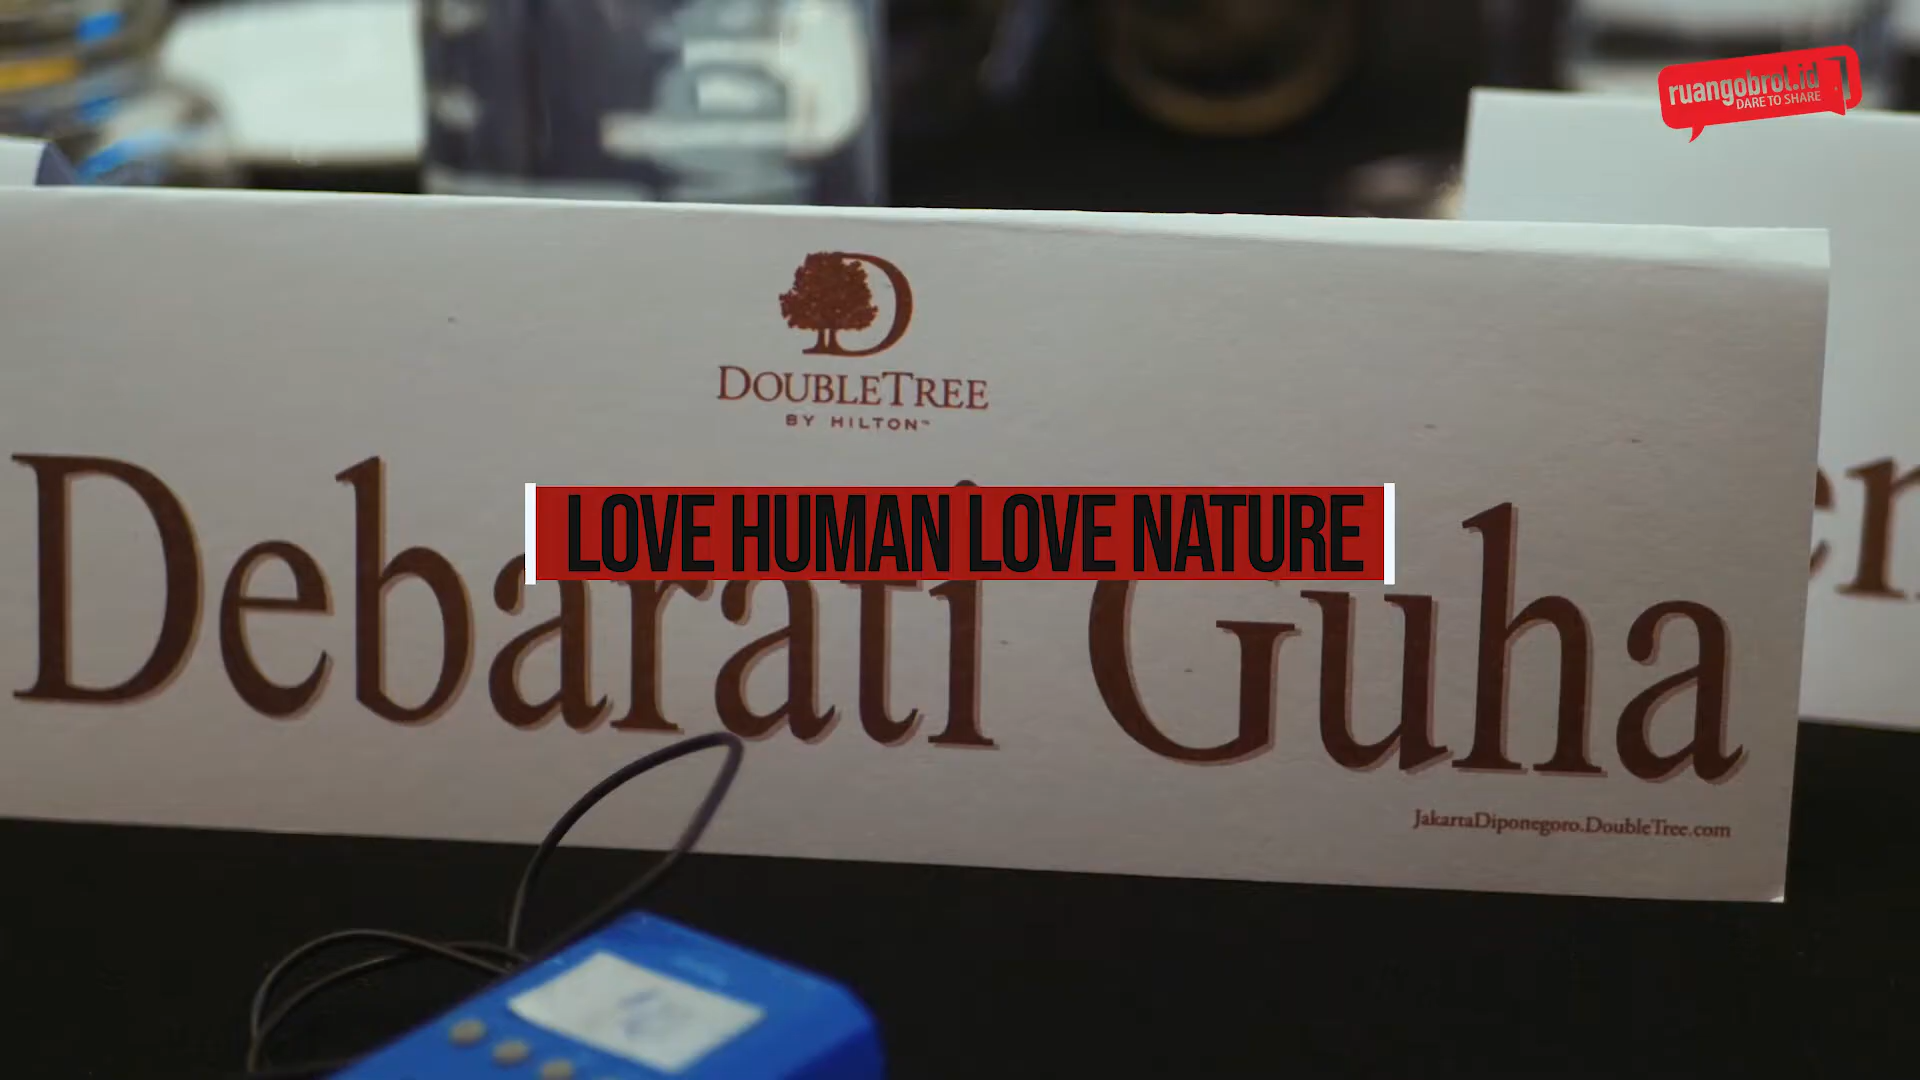 ruangobrol.id
DARE TO SHARE
DOUBLETREE
BY HILTON™
LOVE HUMAN LOVE NATURE
Debarati Guha
JakartaDiponegoro.DoubleTree.com